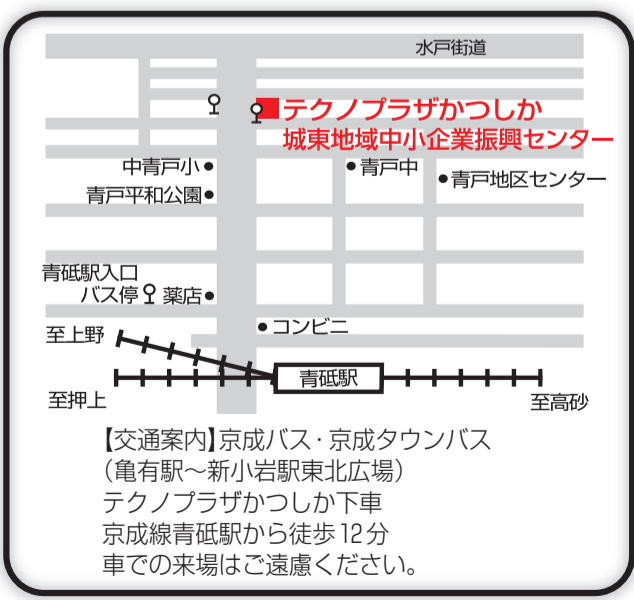 水戸街道
テクノプラザかつしか
城東地域中小企業振興センター
中青戸小
青戸中
青戸地区センター
青戸平和公園
青砥駅入口
バス停
薬店
コンビニ
至上野
青砥駅
至押上
至高砂
【交通案内】京成バス・京成タウンバス
（亀有駅〜新小岩駅東北広場）
テクノプラザかつしか下車
京成線青砥駅から徒歩12分
車での来場はご遠慮ください。